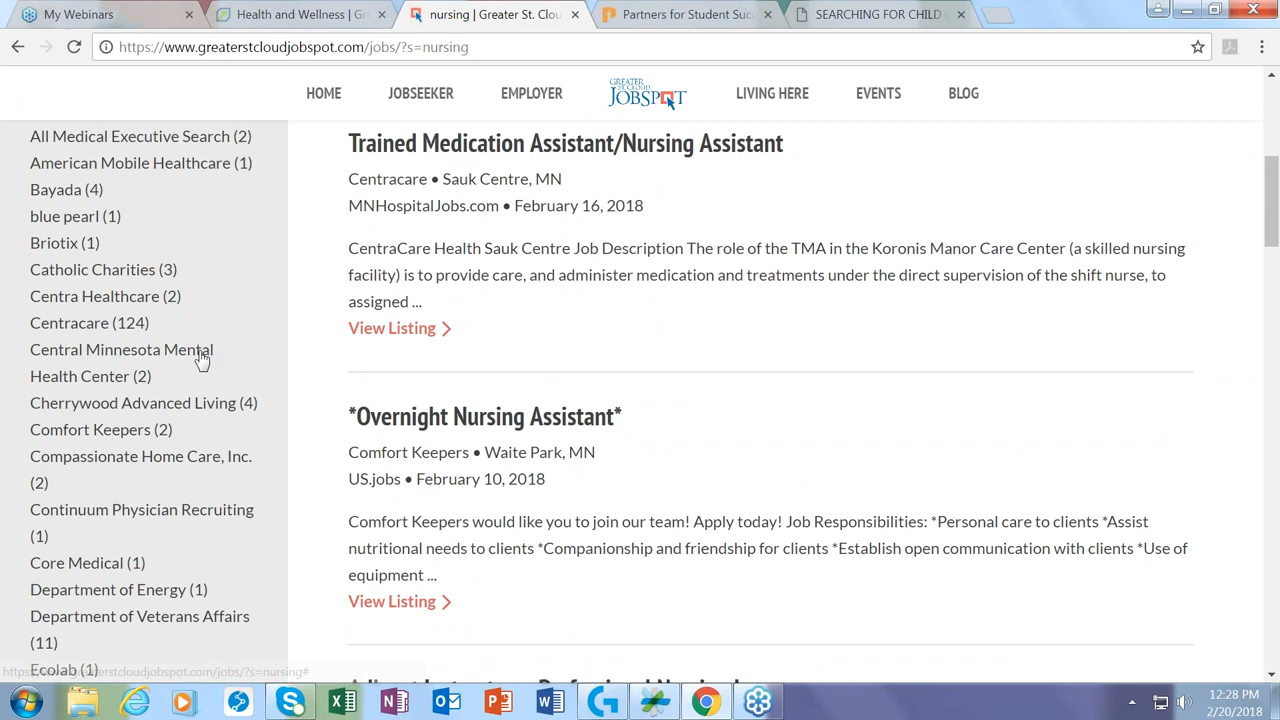 My Webinars
Health and Wellness | G
nursing | Greater St. Clou
Partners for Student Suc
SEARCHING FOR CHILD
https://www.greaterstcloudjobspot.com/jobs/?s=nursing
HOME
JOBSEEKER
EMPLOYER
GREATER
ST. CLOUD
JOBSPOT
LIVING HERE
EVENTS
BLOG
All Medical Executive Search (2)
American Mobile Healthcare (1)
Bayada (4)
blue pearl (1)
Briotix (1)
Catholic Charities (3)
Centra Healthcare (2)
Centracare (124)
Central Minnesota Mental
Health Center (2)
Cherrywood Advanced Living (4)
Comfort Keepers (2)
Compassionate Home Care, Inc.
(2)
Continuum Physician Recruiting
(1)
Core Medical (1)
Department of Energy (1)
Department of Veterans Affairs
(11)
Ecolab (1)
Trained Medication Assistant/Nursing Assistant
Centracare • Sauk Centre, MN
MNHospitalJobs.com • February 16, 2018
CentraCare Health Sauk Centre Job Description The role of the TMA in the Koronis Manor Care Center (a skilled nursing
facility) is to provide care, and administer medication and treatments under the direct supervision of the shift nurse, to
assigned ...
View Listing
*Overnight Nursing Assistant*
Comfort Keepers • Waite Park, MN
US.jobs • February 10, 2018
Comfort Keepers would like you to join our team! Apply today! Job Responsibilities: *Personal care to clients *Assist
nutritional needs to clients *Companionship and friendship for clients *Establish open communication with clients *Use of
equipment ...
View Listing
https://www.greaterstcloudjobspot.com/jobs/?s=nursing#
12:28 PM
2/20/2018